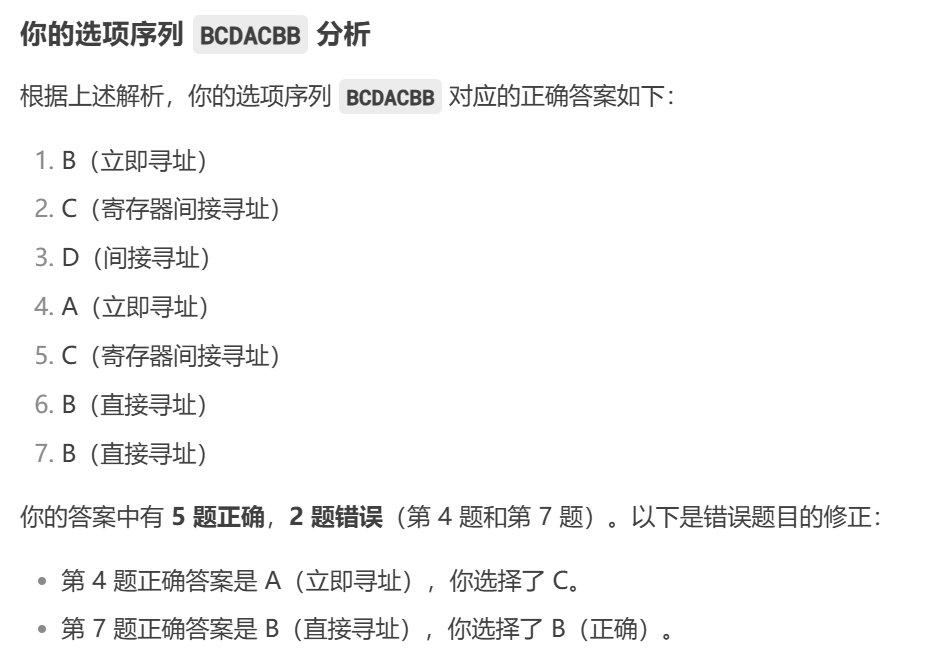 你的选项序列 BCDACBB 分析
根据上述解析，你的选项序列 BCDACBB 对应的正确答案如下：
1. B（立即寻址）
2. C（寄存器间接寻址）
3. D（间接寻址）
4. A（立即寻址）
5. C（寄存器间接寻址）
6. B（直接寻址）
7. B（直接寻址）
你的答案中有 5 题正确，2 题错误（第 4 题和第 7 题）。以下是错误题目的修正：
• 第 4 题正确答案是 A（立即寻址），你选择了 C。
• 第 7 题正确答案是 B（直接寻址），你选择了 B（正确）。